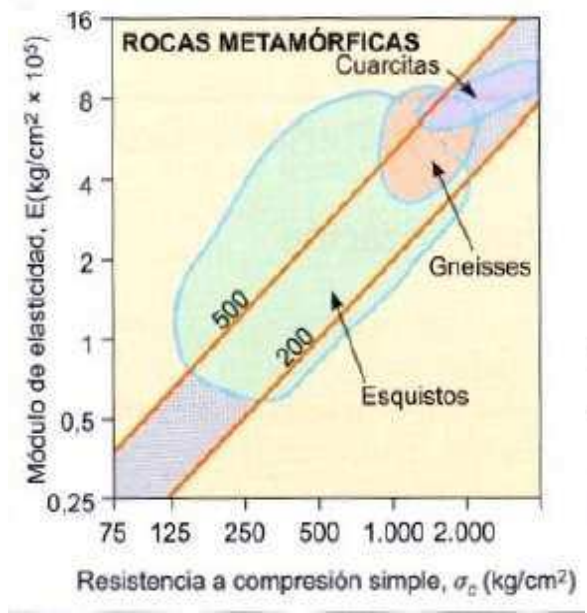 ROCAS METAMÓRFICAS
Cuarcitas
Gneisses
Esquistos
500
200
Módulo de elasticidad, E(kg/cm² × 10⁵)
16
8
4
2
1
0.5
0.25
75 125 250 500 1.000 2.000
Resistencia a compresión simple, σc (kg/cm²)